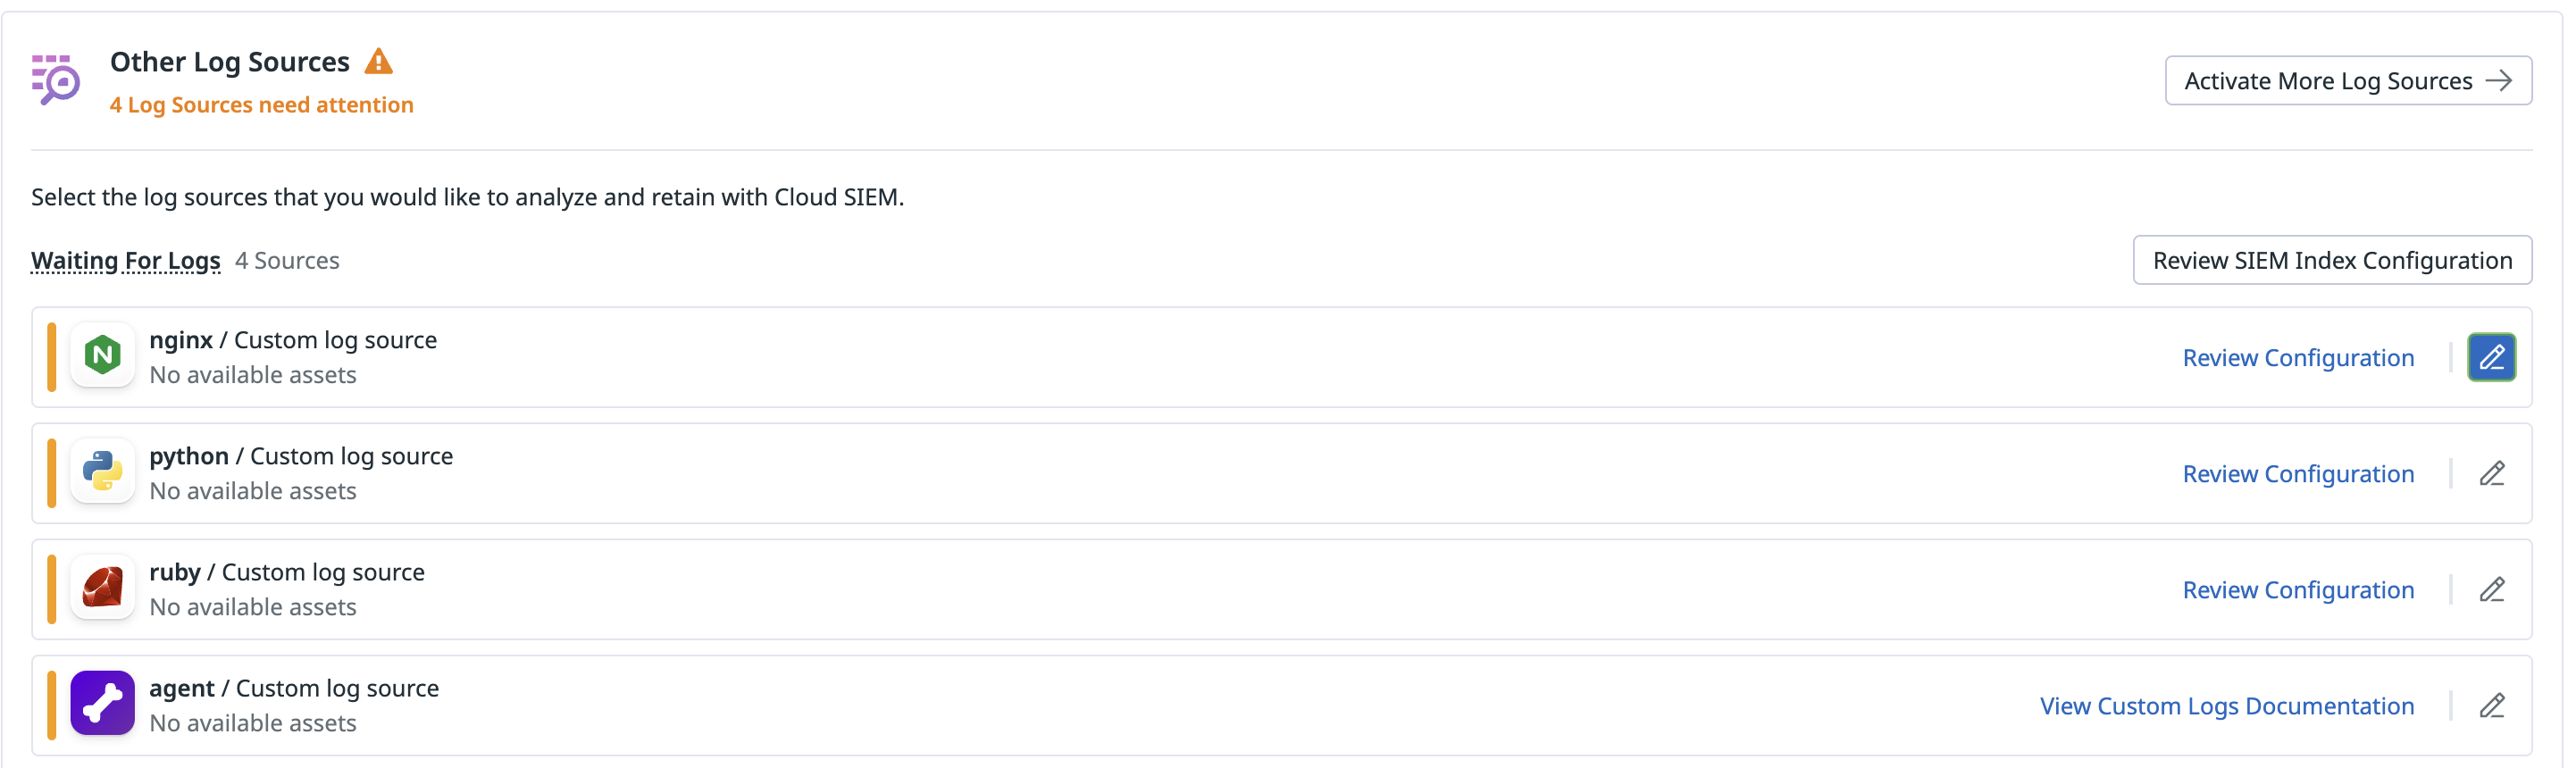 Other Log Sources
4 Log Sources need attention
Activate More Log Sources
Select the log sources that you would like to analyze and retain with Cloud SIEM.
Waiting For Logs 4 Sources
Review SIEM Index Configuration
nginx / Custom log source
No available assets
Review Configuration
python / Custom log source
No available assets
Review Configuration
ruby / Custom log source
No available assets
Review Configuration
agent / Custom log source
No available assets
View Custom Logs Documentation